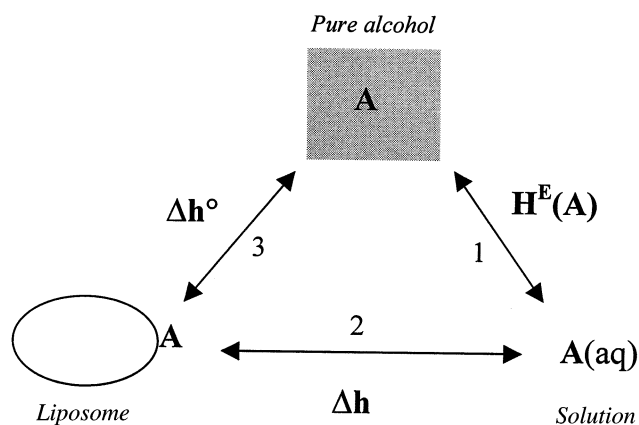 Pure alcohol
A
Δh°
H^E(A)
3
1
2
A
A(aq)
Δh
Liposome
Solution